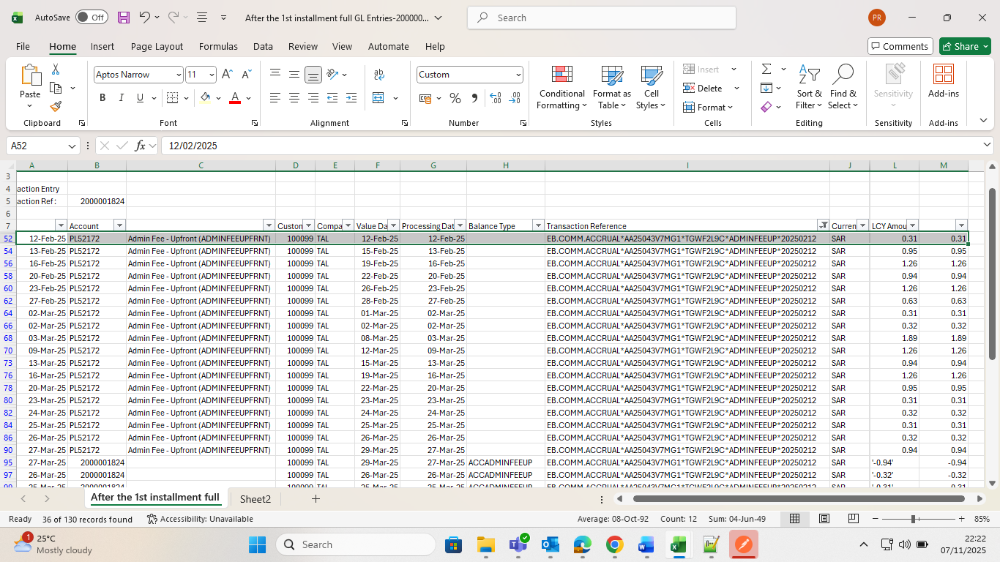 AutoSave Off After the 1st installment full GL Entries-200000... Search PR
File Home Insert Page Layout Formulas Data Review View Automate Help Comments Share
Paste Aptos Narrow 11 A A ab Custom Conditional Formatting Format as Table Cell Styles Insert Delete Format Sort & Filter Find & Select Sensitivity Add-ins
B I U A % 9 .00
Clipboard Font Alignment Number Styles Cells Editing Sensitivity Add-ins
A52 fx 12/02/2025
A B C D E F G H I J L M
3
4 action Entry
5 action Ref : 2000001824
6
7 Account Custom Compa Value Da Processing Dat Balance Type Transaction Reference Curren LCY Amou
52 12-Feb-25 PL52172 Admin Fee - Upfront (ADMINFEEUPFRNT) 100099 TAL 12-Feb-25 12-Feb-25 EB.COMM.ACCRUAL*AA25043V7MG1*TGWF2L9C*ADMINFEEUP*20250212 SAR 0.31 0.31
54 13-Feb-25 PL52172 Admin Fee - Upfront (ADMINFEEUPFRNT) 100099 TAL 15-Feb-25 13-Feb-25 EB.COMM.ACCRUAL*AA25043V7MG1*TGWF2L9C*ADMINFEEUP*20250212 SAR 0.95 0.95
56 16-Feb-25 PL52172 Admin Fee - Upfront (ADMINFEEUPFRNT) 100099 TAL 19-Feb-25 16-Feb-25 EB.COMM.ACCRUAL*AA25043V7MG1*TGWF2L9C*ADMINFEEUP*20250212 SAR 1.26 1.26
58 20-Feb-25 PL52172 Admin Fee - Upfront (ADMINFEEUPFRNT) 100099 TAL 22-Feb-25 20-Feb-25 EB.COMM.ACCRUAL*AA25043V7MG1*TGWF2L9C*ADMINFEEUP*20250212 SAR 0.94 0.94
60 23-Feb-25 PL52172 Admin Fee - Upfront (ADMINFEEUPFRNT) 100099 TAL 26-Feb-25 23-Feb-25 EB.COMM.ACCRUAL*AA25043V7MG1*TGWF2L9C*ADMINFEEUP*20250212 SAR 1.26 1.26
62 27-Feb-25 PL52172 Admin Fee - Upfront (ADMINFEEUPFRNT) 100099 TAL 28-Feb-25 27-Feb-25 EB.COMM.ACCRUAL*AA25043V7MG1*TGWF2L9C*ADMINFEEUP*20250212 SAR 0.63 0.63
64 02-Mar-25 PL52172 Admin Fee - Upfront (ADMINFEEUPFRNT) 100099 TAL 01-Mar-25 02-Mar-25 EB.COMM.ACCRUAL*AA25043V7MG1*TGWF2L9C*ADMINFEEUP*20250212 SAR 0.31 0.31
66 02-Mar-25 PL52172 Admin Fee - Upfront (ADMINFEEUPFRNT) 100099 TAL 02-Mar-25 02-Mar-25 EB.COMM.ACCRUAL*AA25043V7MG1*TGWF2L9C*ADMINFEEUP*20250212 SAR 0.32 0.32
68 03-Mar-25 PL52172 Admin Fee - Upfront (ADMINFEEUPFRNT) 100099 TAL 08-Mar-25 03-Mar-25 EB.COMM.ACCRUAL*AA25043V7MG1*TGWF2L9C*ADMINFEEUP*20250212 SAR 1.89 1.89
70 09-Mar-25 PL52172 Admin Fee - Upfront (ADMINFEEUPFRNT) 100099 TAL 12-Mar-25 09-Mar-25 EB.COMM.ACCRUAL*AA25043V7MG1*TGWF2L9C*ADMINFEEUP*20250212 SAR 1.26 1.26
73 13-Mar-25 PL52172 Admin Fee - Upfront (ADMINFEEUPFRNT) 100099 TAL 15-Mar-25 13-Mar-25 EB.COMM.ACCRUAL*AA25043V7MG1*TGWF2L9C*ADMINFEEUP*20250212 SAR 0.94 0.94
76 16-Mar-25 PL52172 Admin Fee - Upfront (ADMINFEEUPFRNT) 100099 TAL 19-Mar-25 16-Mar-25 EB.COMM.ACCRUAL*AA25043V7MG1*TGWF2L9C*ADMINFEEUP*20250212 SAR 1.26 1.26
78 20-Mar-25 PL52172 Admin Fee - Upfront (ADMINFEEUPFRNT) 100099 TAL 22-Mar-25 20-Mar-25 EB.COMM.ACCRUAL*AA25043V7MG1*TGWF2L9C*ADMINFEEUP*20250212 SAR 0.95 0.95
80 23-Mar-25 PL52172 Admin Fee - Upfront (ADMINFEEUPFRNT) 100099 TAL 23-Mar-25 23-Mar-25 EB.COMM.ACCRUAL*AA25043V7MG1*TGWF2L9C*ADMINFEEUP*20250212 SAR 0.31 0.31
82 24-Mar-25 PL52172 Admin Fee - Upfront (ADMINFEEUPFRNT) 100099 TAL 24-Mar-25 24-Mar-25 EB.COMM.ACCRUAL*AA25043V7MG1*TGWF2L9C*ADMINFEEUP*20250212 SAR 0.32 0.32
84 25-Mar-25 PL52172 Admin Fee - Upfront (ADMINFEEUPFRNT) 100099 TAL 25-Mar-25 25-Mar-25 EB.COMM.ACCRUAL*AA25043V7MG1*TGWF2L9C*ADMINFEEUP*20250212 SAR 0.31 0.31
86 26-Mar-25 PL52172 Admin Fee - Upfront (ADMINFEEUPFRNT) 100099 TAL 26-Mar-25 26-Mar-25 EB.COMM.ACCRUAL*AA25043V7MG1*TGWF2L9C*ADMINFEEUP*20250212 SAR 0.32 0.32
90 27-Mar-25 PL52172 Admin Fee - Upfront (ADMINFEEUPFRNT) 100099 TAL 29-Mar-25 27-Mar-25 EB.COMM.ACCRUAL*AA25043V7MG1*TGWF2L9C*ADMINFEEUP*20250212 SAR 0.94 0.94
95 27-Mar-25 2000001824 100099 TAL 29-Mar-25 27-Mar-25 ACCADMINFEEUP EB.COMM.ACCRUAL*AA25043V7MG1*TGWF2L9C*ADMINFEEUP*20250212 SAR '-0.94' -0.94
97 26-Mar-25 2000001824 100099 TAL 26-Mar-25 26-Mar-25 ACCADMINFEEUP EB.COMM.ACCRUAL*AA25043V7MG1*TGWF2L9C*ADMINFEEUP*20250212 SAR '-0.32' -0.32
After the 1st installment full Sheet2
Ready 36 of 130 records found Accessibility: Unavailable Average: 08-Oct-92 Count: 12 Sum: 04-Jun-49 85%
1 25°C Mostly cloudy Search 22:22
07/11/2025